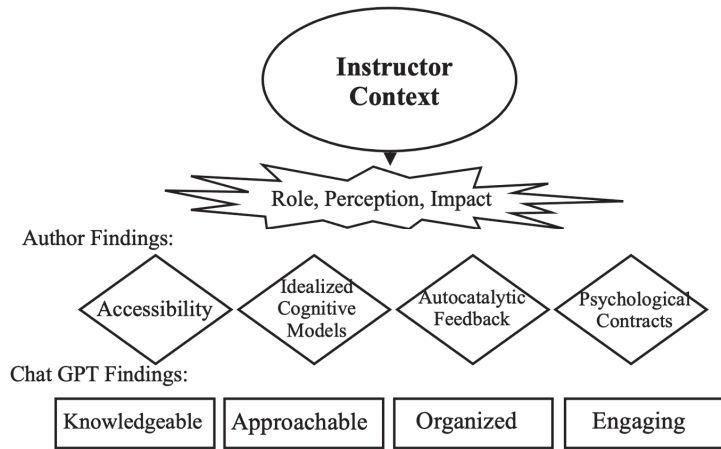 Instructor
Context
Role, Perception, Impact
Author Findings:
Accessibility
Idealized
Cognitive
Models
Autocatalytic
Feedback
Psychological
Contracts
Chat GPT Findings:
Knowledgeable
Approachable
Organized
Engaging